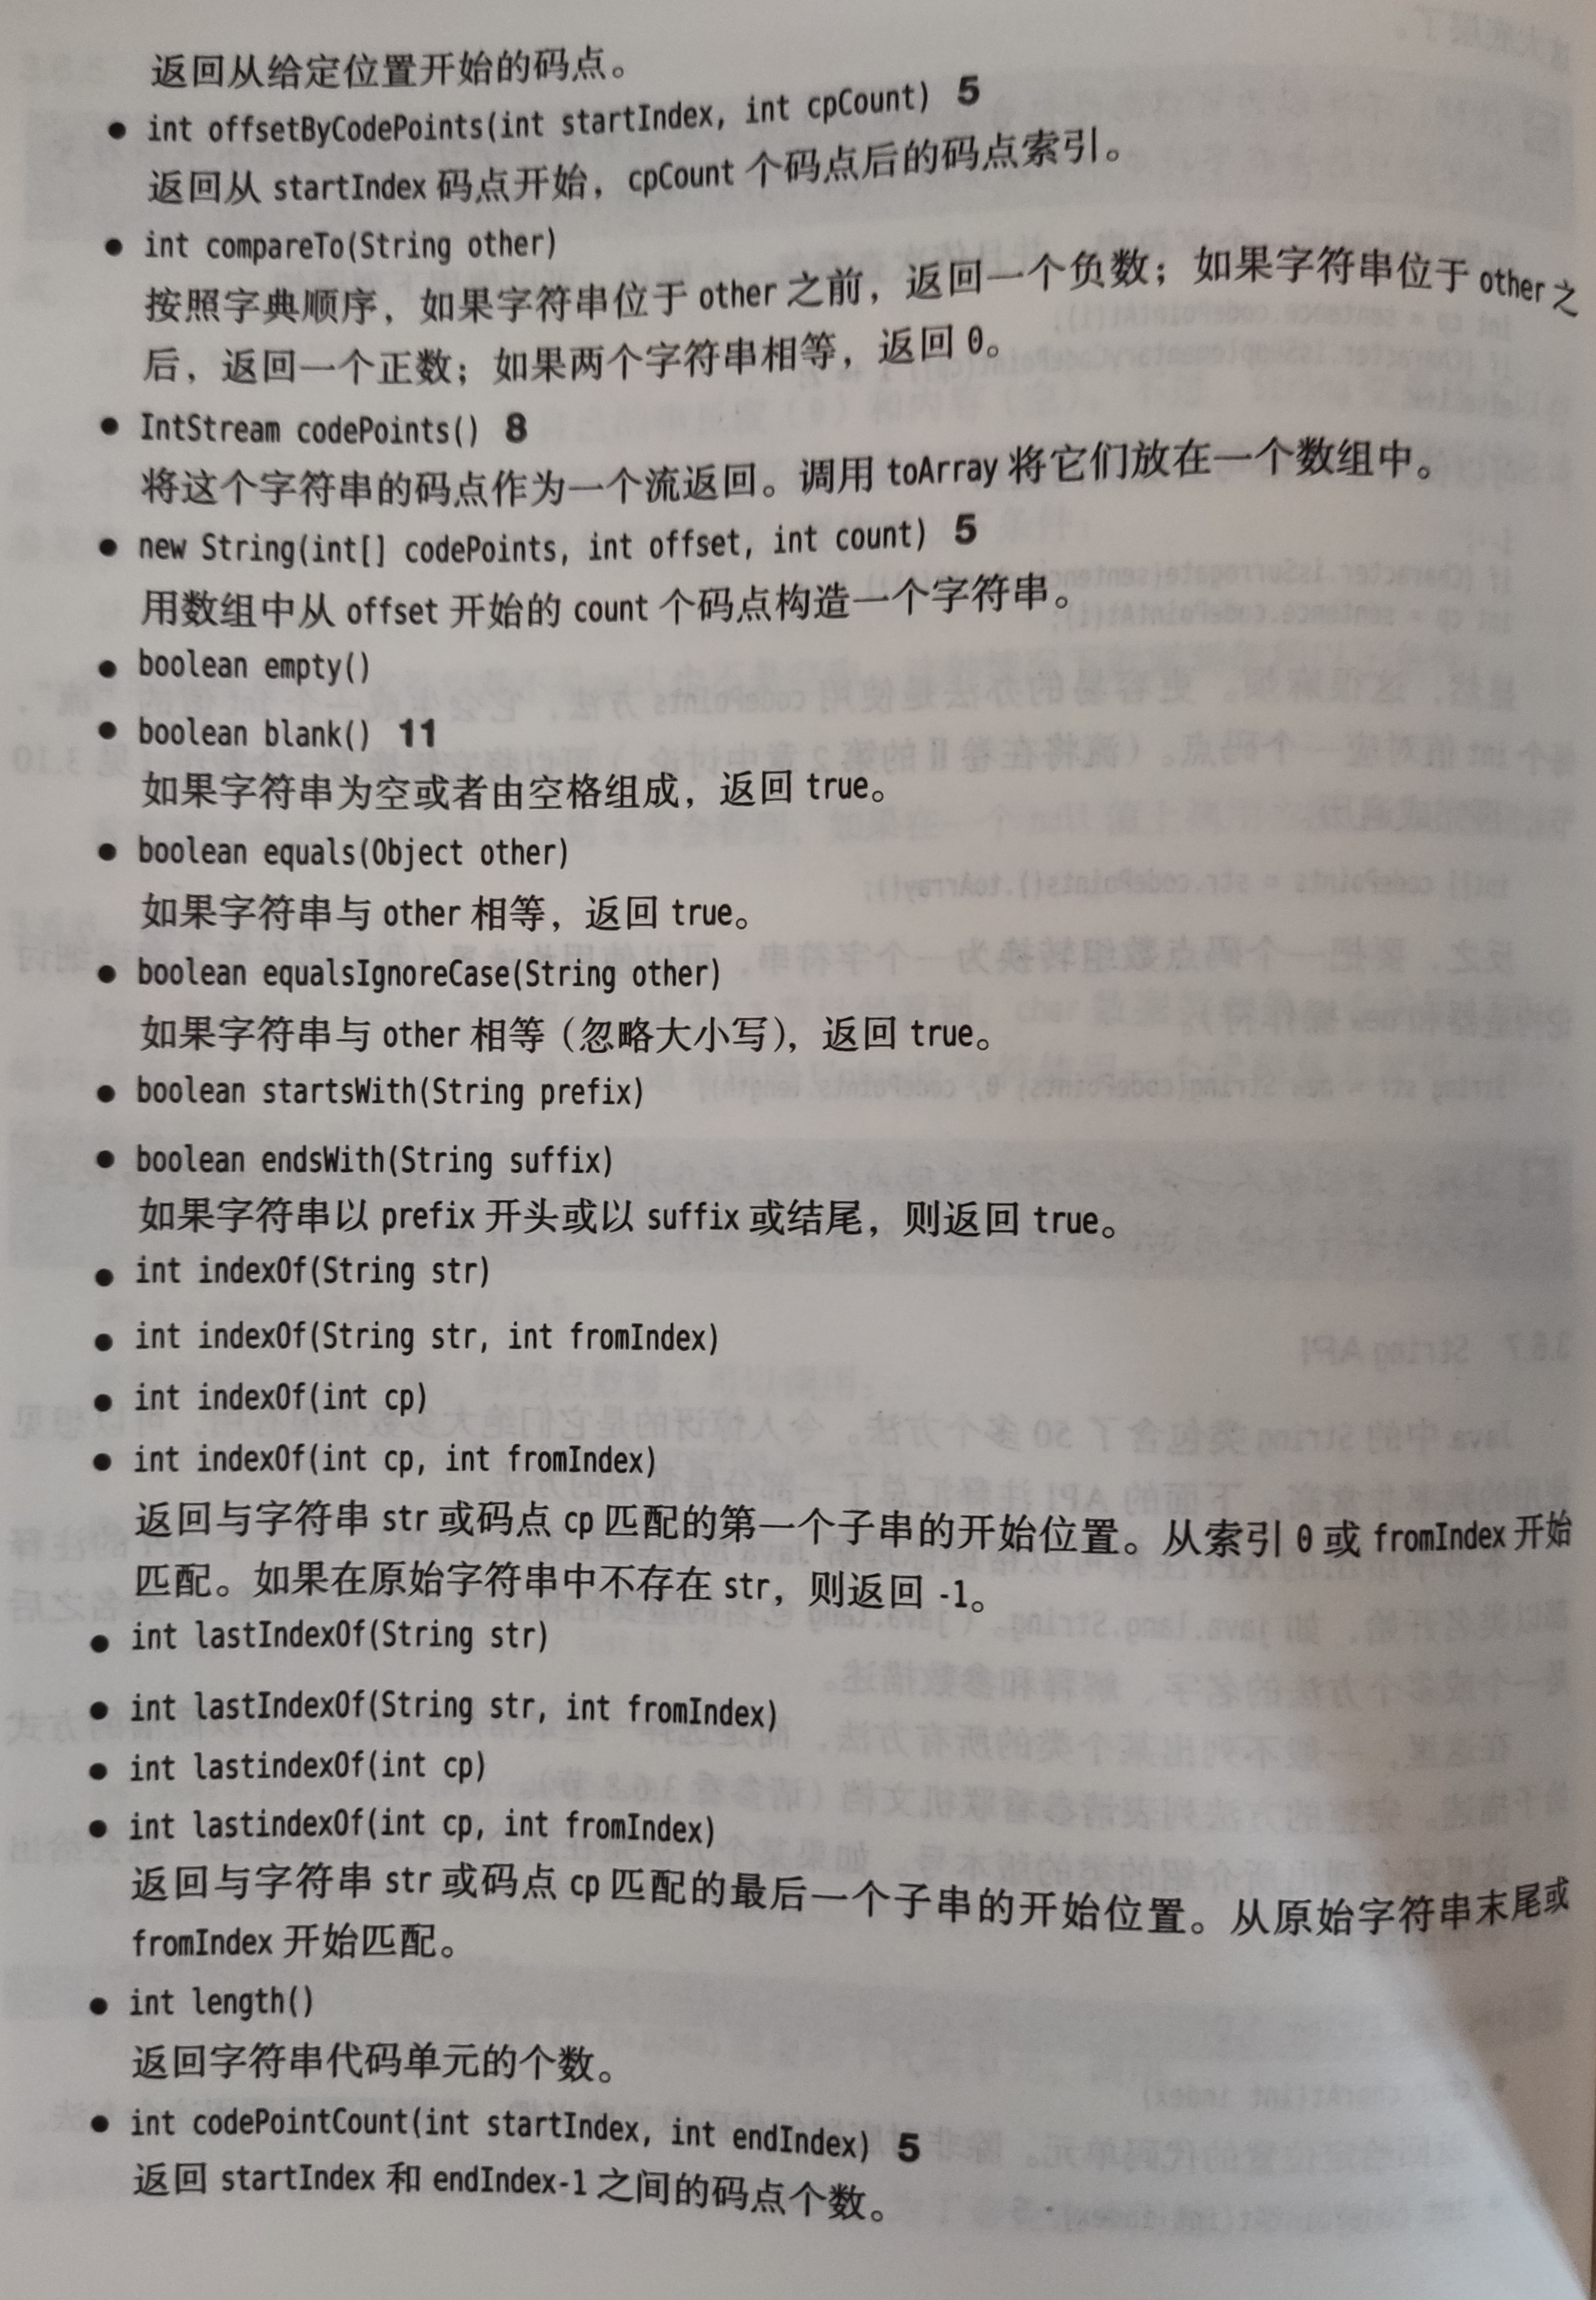 返回从给定位置开始的码点。
● int offsetByCodePoints(int startIndex, int cpCount) 5
返回从 startIndex 码点开始，cpCount 个码点后的码点索引。
● int compareTo(String other)
按照字典顺序，如果字符串位于 other 之前，返回一个负数；如果字符串位于 other 之
后，返回一个正数；如果两个字符串相等，返回 0。
● IntStream codePoints() 8
将这个字符串的码点作为一个流返回。调用 toArray 将它们放在一个数组中。
● new String(int[] codePoints, int offset, int count) 5
用数组中从 offset 开始的 count 个码点构造一个字符串。
● boolean empty()
● boolean blank() 11
如果字符串为空或者由空格组成，返回 true。
● boolean equals(Object other)
如果字符串与 other 相等，返回 true。
● boolean equalsIgnoreCase(String other)
如果字符串与 other 相等（忽略大小写），返回 true。
● boolean startsWith(String prefix)
● boolean endsWith(String suffix)
如果字符串以 prefix 开头或以 suffix 或结尾，则返回 true。
● int indexOf(String str)
● int indexOf(String str, int fromIndex)
● int indexOf(int cp)
● int indexOf(int cp, int fromIndex)
返回与字符串 str 或码点 cp 匹配的第一个子串的开始位置。从索引 0 或 fromIndex 开始
匹配。如果在原始字符串中不存在 str，则返回 -1。
● int lastIndexOf(String str)
● int lastIndexOf(String str, int fromIndex)
● int lastindexOf(int cp)
● int lastindexOf(int cp, int fromIndex)
返回与字符串 str 或码点 cp 匹配的最后一个子串的开始位置。从原始字符串末尾或
fromIndex 开始匹配。
● int length()
返回字符串代码单元的个数。
● int codePointCount(int startIndex, int endIndex) 5
返回 startIndex 和 endIndex-1 之间的码点个数。